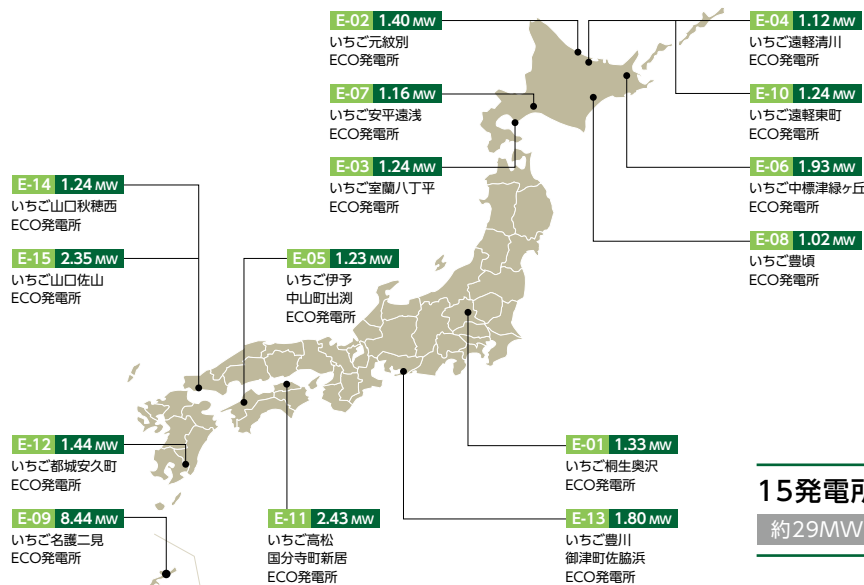 E-02 1.40 MW
いちご元紋別
ECO発電所
E-04 1.12 MW
いちご遠軽清川
ECO発電所
E-07 1.16 MW
いちご安平遠浅
ECO発電所
E-10 1.24 MW
いちご遠軽東町
ECO発電所
E-03 1.24 MW
いちご室蘭八丁平
ECO発電所
E-06 1.93 MW
いちご中標津緑ヶ丘
ECO発電所
E-14 1.24 MW
いちご山口秋穂西
ECO発電所
E-15 2.35 MW
いちご山口佐山
ECO発電所
E-05 1.23 MW
いちご伊予
中山町出渕
ECO発電所
E-08 1.02 MW
いちご豊頃
ECO発電所
E-12 1.44 MW
いちご都城安久町
ECO発電所
E-01 1.33 MW
いちご桐生奥沢
ECO発電所
E-09 8.44 MW
いちご名護二見
ECO発電所
E-11 2.43 MW
いちご高松
国分寺町新居
ECO発電所
E-13 1.80 MW
いちご豊川
御津町佐脇浜
ECO発電所
15発電所
約29MW